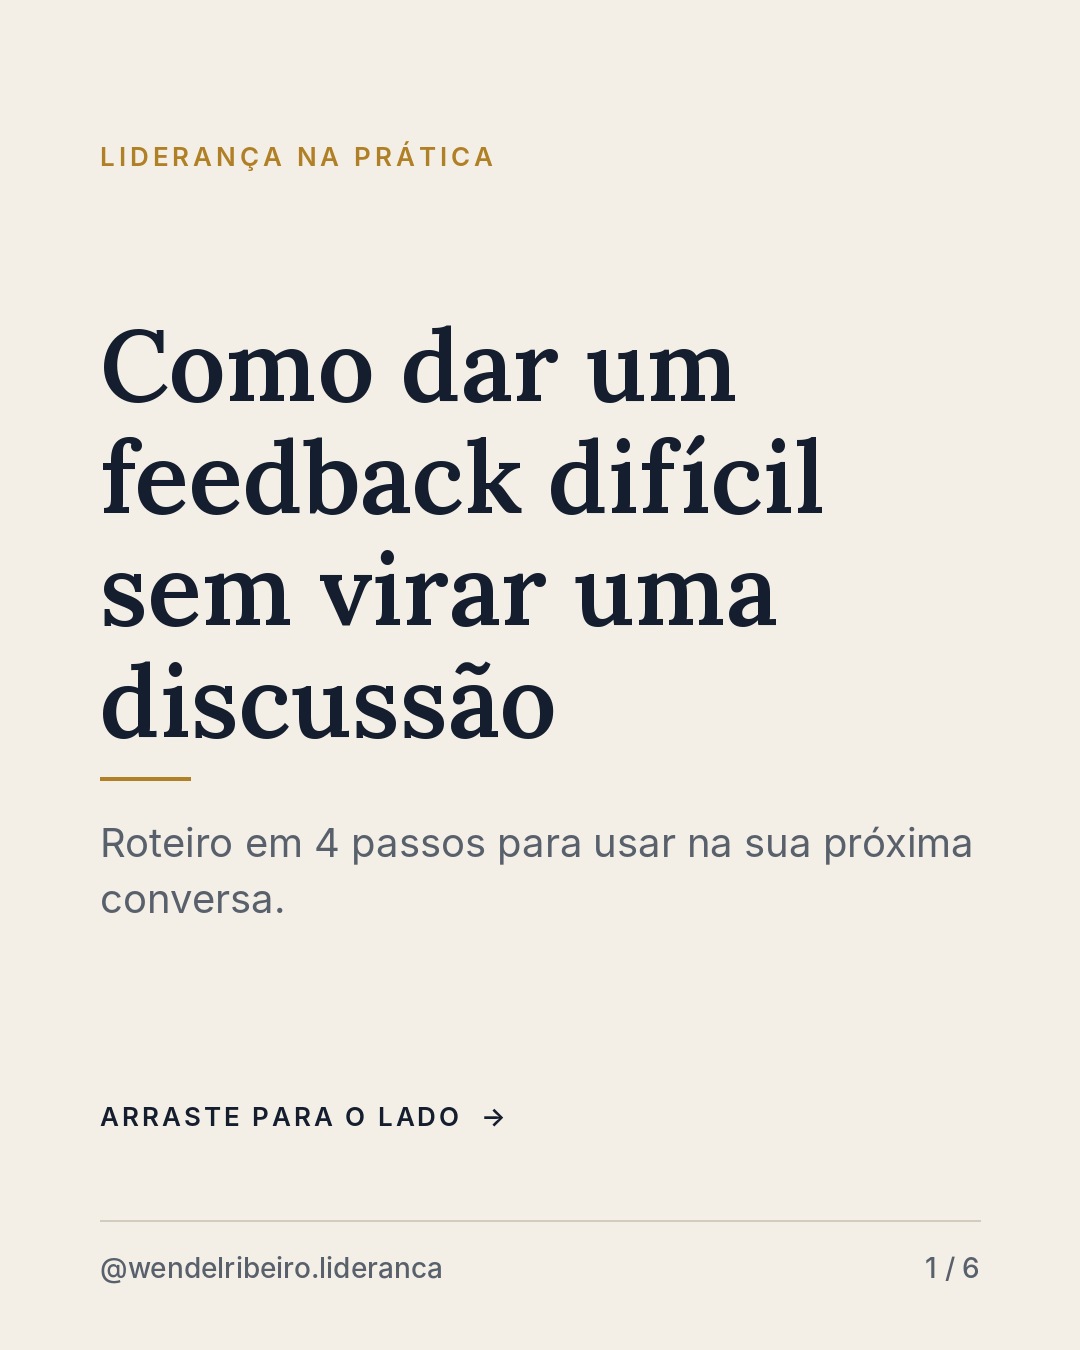 LIDERANÇA NA PRÁTICA
Como dar um
feedback difícil
sem virar uma
discussão
Roteiro em 4 passos para usar na sua próxima
conversa.
ARRASTE PARA O LADO →
@wendelribeiro.lideranca
1 / 6